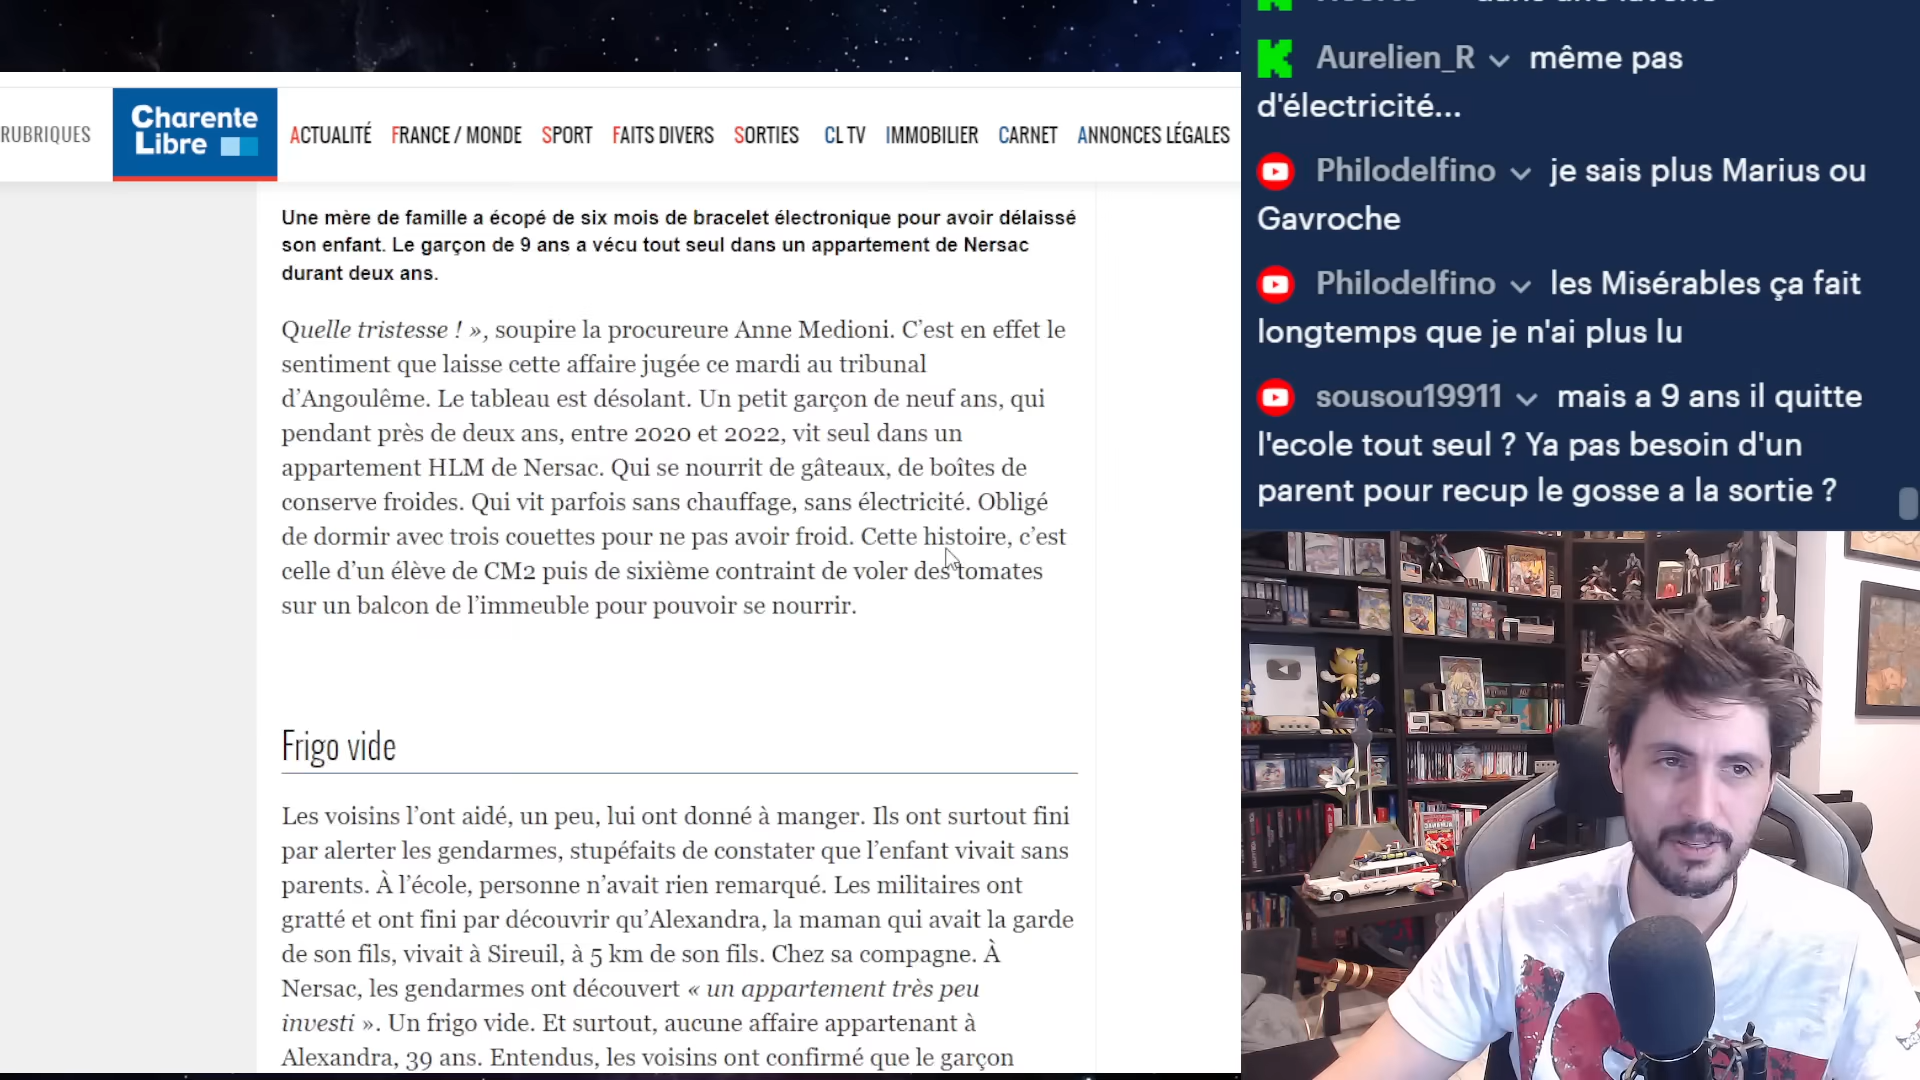 RUBRIQUES
Charente
Libre
ACTUALITÉ
FRANCE / MONDE
SPORT
FAITS DIVERS
SORTIES
CL TV
IMMOBILIER
CARNET
ANNONCES LÉGALES
Une mère de famille a écopé de six mois de bracelet électronique pour avoir délaissé
son enfant. Le garçon de 9 ans a vécu tout seul dans un appartement de Nersac
durant deux ans.
Quelle tristesse ! », soupire la procureure Anne Medioni. C’est en effet le
sentiment que laisse cette affaire jugée ce mardi au tribunal
d’Angoulême. Le tableau est désolant. Un petit garçon de neuf ans, qui
pendant près de deux ans, entre 2020 et 2022, vit seul dans un
appartement HLM de Nersac. Qui se nourrit de gâteaux, de boîtes de
conserve froides. Qui vit parfois sans chauffage, sans électricité. Obligé
de dormir avec trois couettes pour ne pas avoir froid. Cette histoire, c’est
celle d’un élève de CM2 puis de sixième contraint de voler des tomates
sur un balcon de l’immeuble pour pouvoir se nourrir.
Frigo vide
Les voisins l’ont aidé, un peu, lui ont donné à manger. Ils ont surtout fini
par alerter les gendarmes, stupéfaits de constater que l’enfant vivait sans
parents. À l’école, personne n’avait rien remarqué. Les militaires ont
gratté et ont fini par découvrir qu’Alexandra, la maman qui avait la garde
de son fils, vivait à Sireuil, à 5 km de son fils. Chez sa compagne. À
Nersac, les gendarmes ont découvert « un appartement très peu
investi ». Un frigo vide. Et surtout, aucune affaire appartenant à
Alexandra, 39 ans. Entendus, les voisins ont confirmé que le garçon
Aurelien_R même pas
d'électricité...
Philodelfino je sais plus Marius ou
Gavroche
Philodelfino les Misérables ça fait
longtemps que je n'ai plus lu
sousou19911 mais a 9 ans il quitte
l'ecole tout seul ? Ya pas besoin d'un
parent pour recup le gosse a la sortie ?